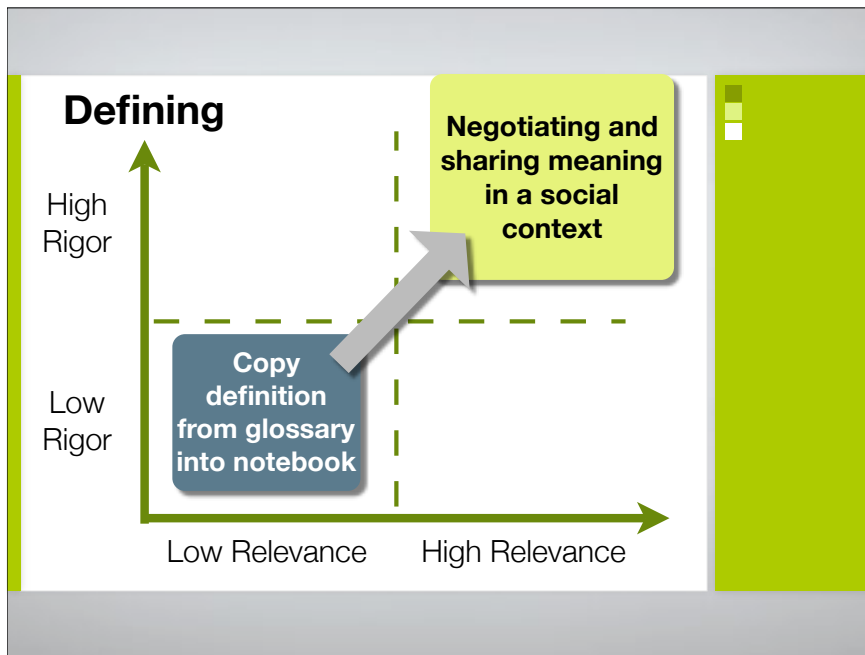 Defining
Negotiating and
sharing meaning
in a social
context
High
Rigor
Copy
definition
from glossary
into notebook
Low
Rigor
Low Relevance
High Relevance